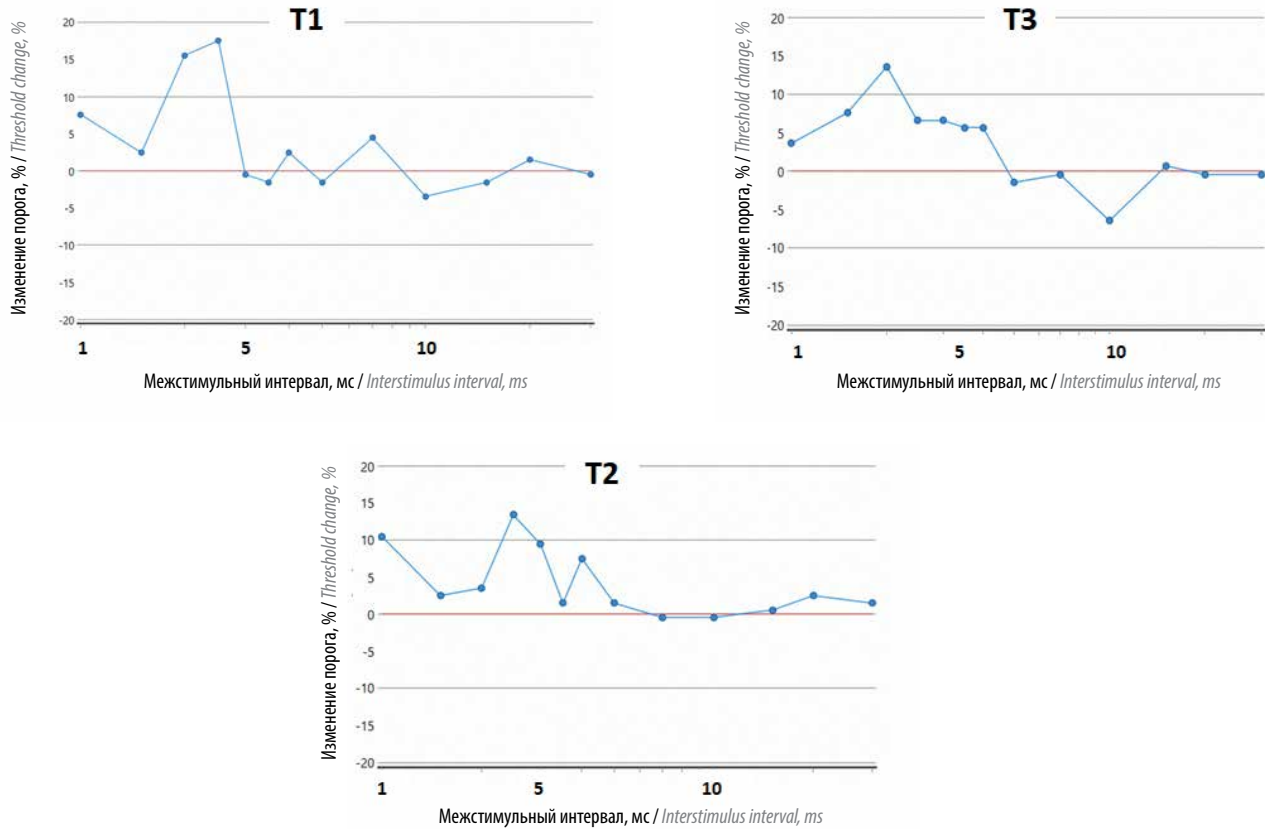 T1
Изменение порога, % / Threshold change, %
20
15
10
5
0
-5
-10
-15
-20
1 5 10
Межстимульный интервал, мс / Interstimulus interval, ms
T3
Изменение порога, % / Threshold change, %
20
15
10
5
0
-5
-10
-15
-20
1 5 10
Межстимульный интервал, мс / Interstimulus interval, ms
T2
Изменение порога, % / Threshold change, %
20
15
10
5
0
-5
-10
-15
-20
1 5 10
Межстимульный интервал, мс / Interstimulus interval, ms